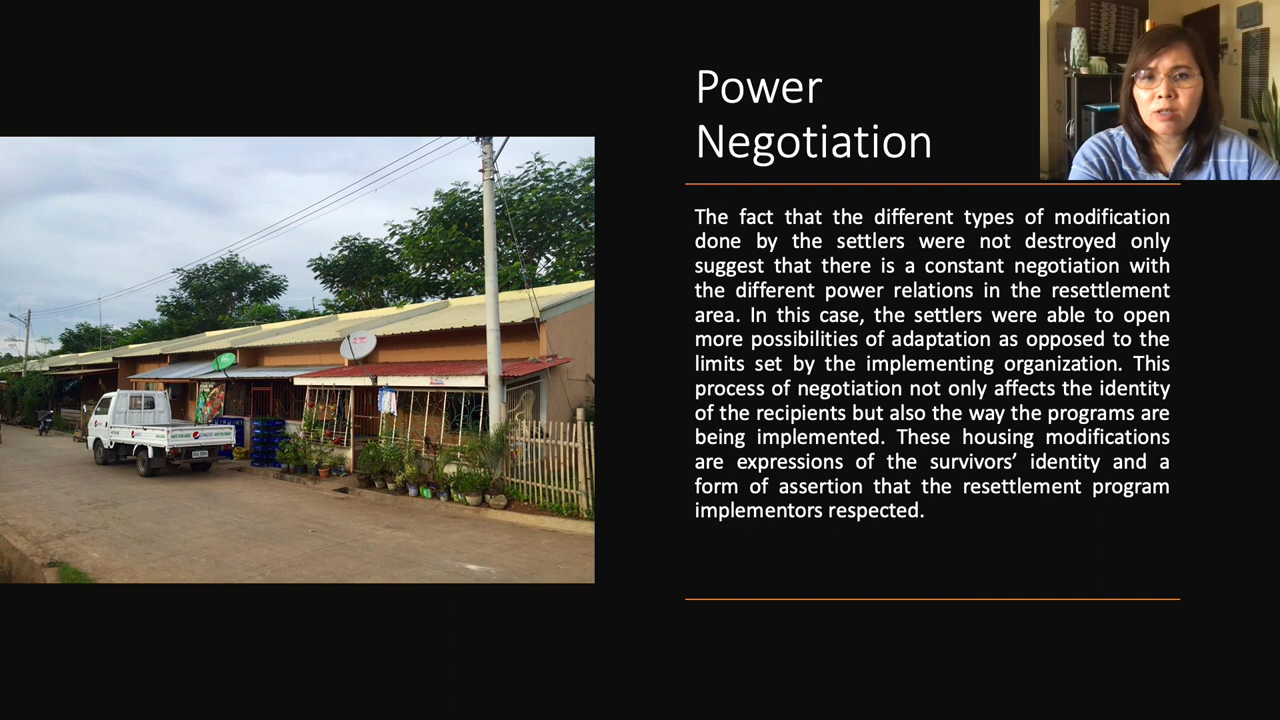 Power
Negotiation
The fact that the different types of modification
done by the settlers were not destroyed only
suggest that there is a constant negotiation with
the different power relations in the resettlement
area. In this case, the settlers were able to open
more possibilities of adaptation as opposed to the
limits set by the implementing organization. This
process of negotiation not only affects the identity
of the recipients but also the way the programs are
being implemented. These housing modifications
are expressions of the survivors’ identity and a
form of assertion that the resettlement program
implementors respected.